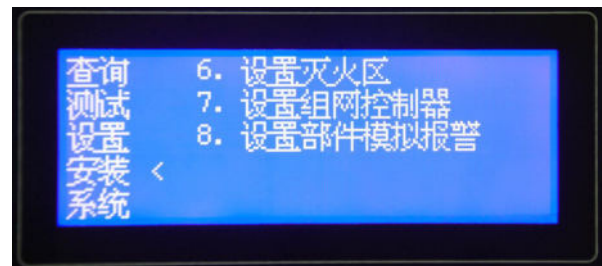 查询 6. 设置灭火区
测试 7. 设置组网控制器
设置 8. 设置部件模拟报警
安装 <
系统